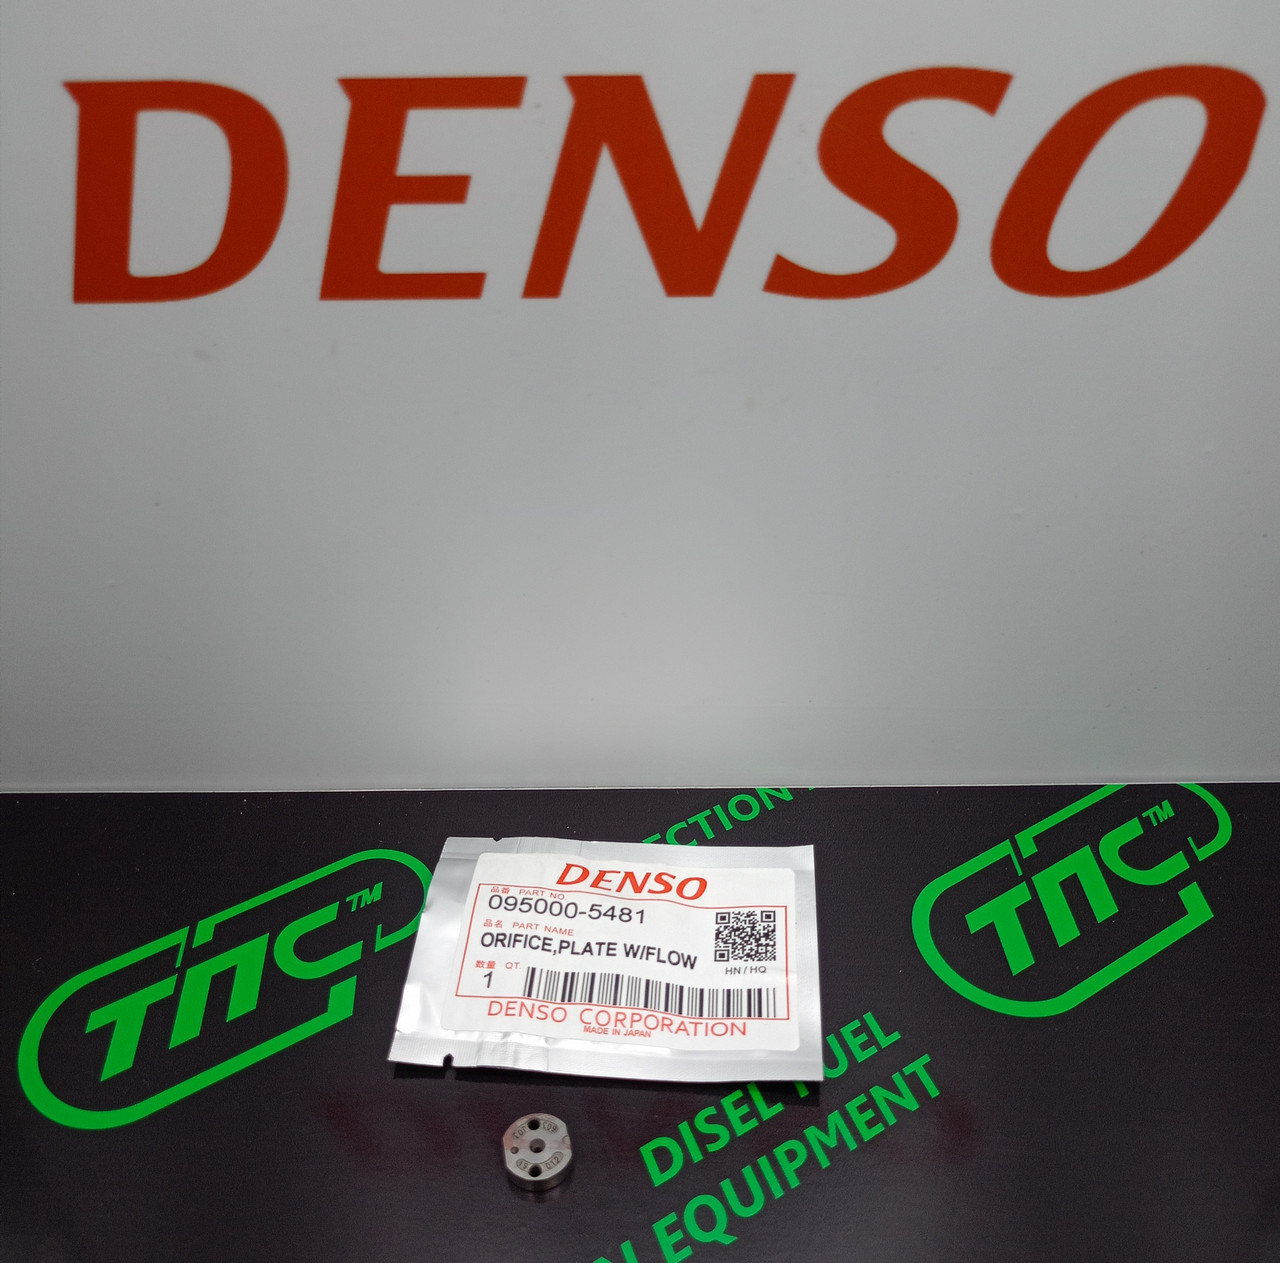 DENSO
ECTION
TNC™
TNC™
DENSO
品番 PART NO.
095000-5481
品名 PART NAME
ORIFICE,PLATE W/FLOW
HN / HQ
数量 QT.
1
DENSO CORPORATION
MADE IN JAPAN
DISEL FUEL
EQUIPMENT